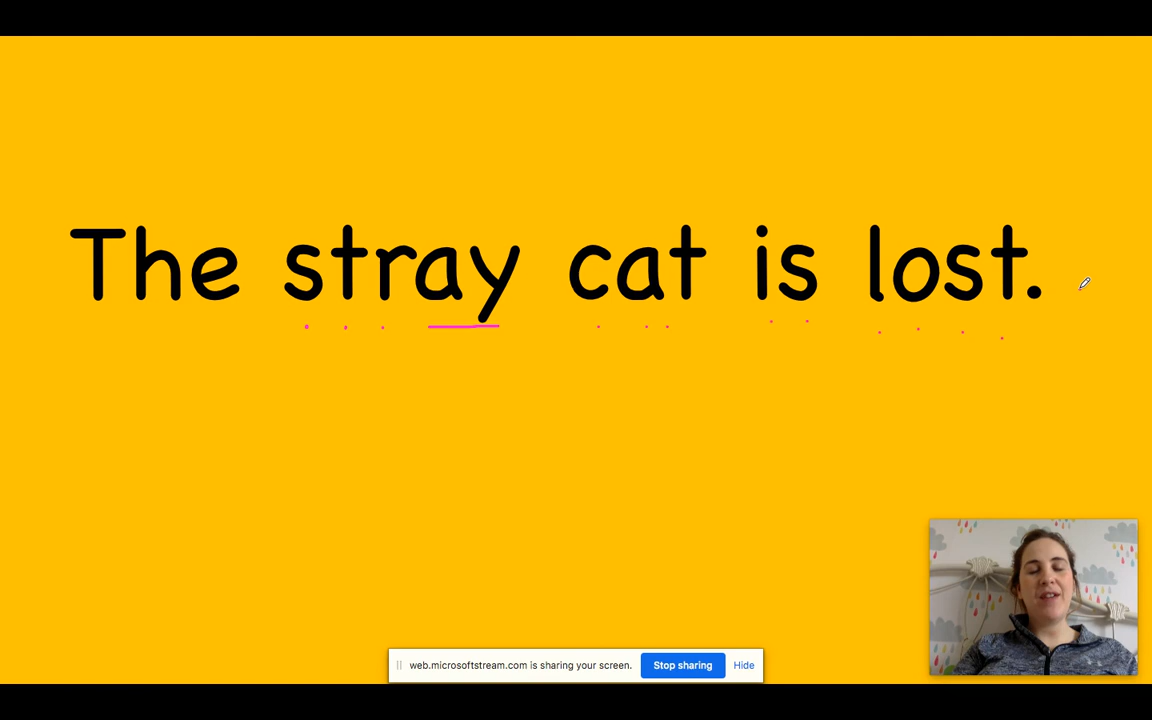 The stray cat is lost.
web.microsoftstream.com is sharing your screen. Stop sharing Hide